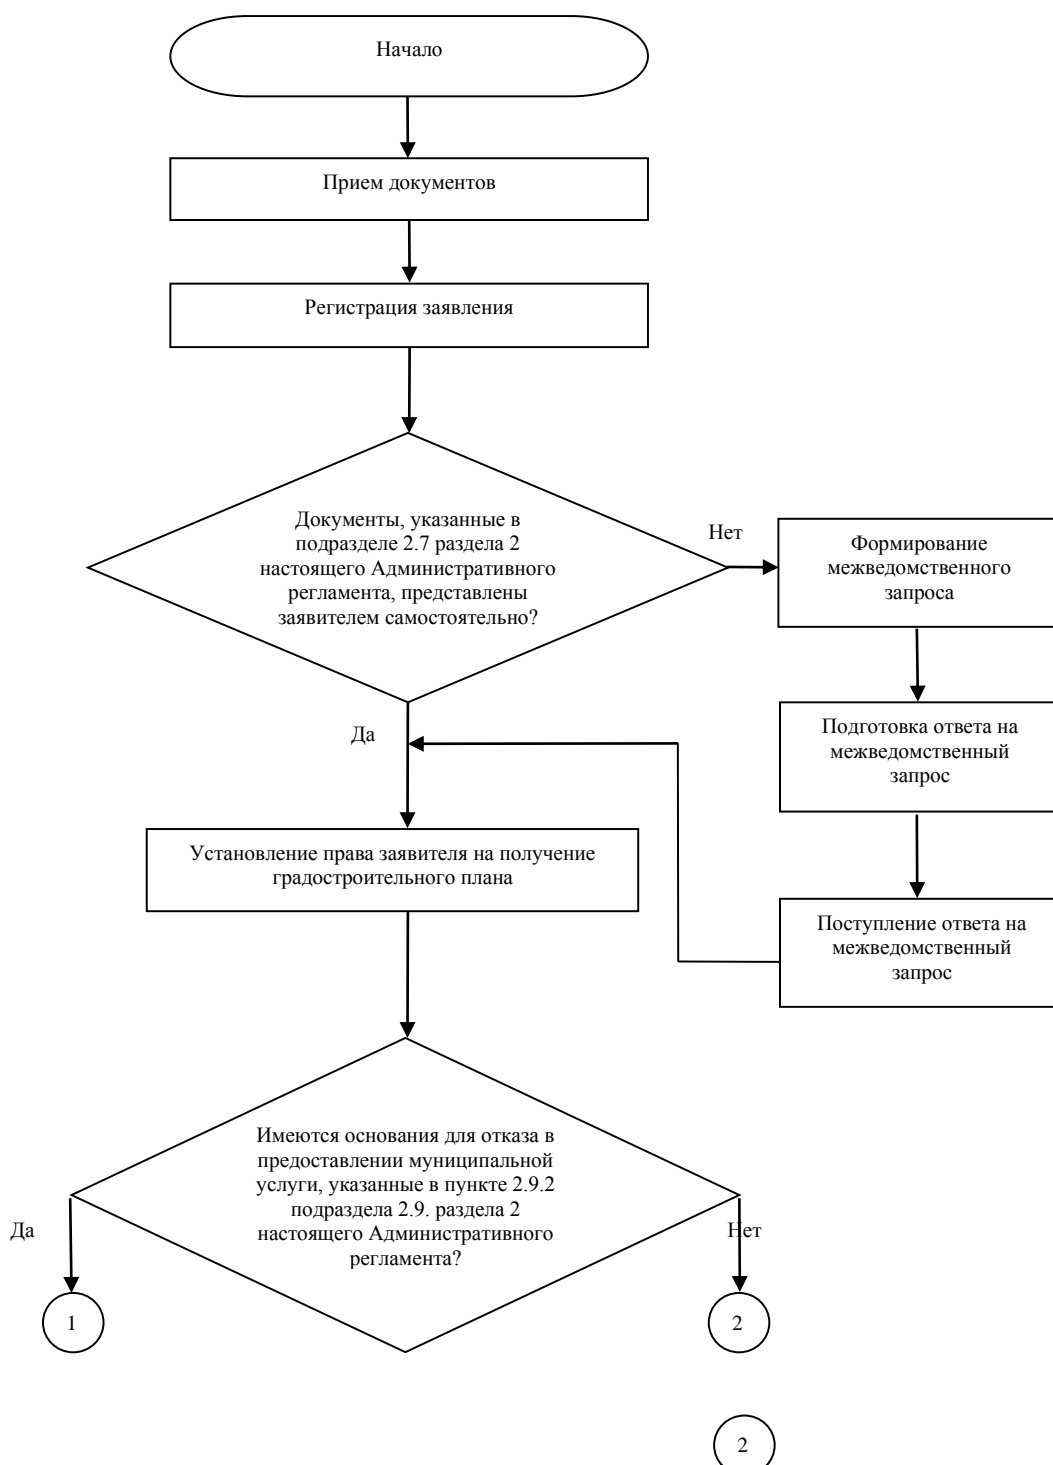 Начало
Прием документов
Регистрация заявления
Документы, указанные в
подразделе 2.7 раздела 2
настоящего Административного
регламента, представлены
заявителем самостоятельно?
Нет
Формирование
межведомственного
запроса
Подготовка ответа на
межведомственный
запрос
Да
Установление права заявителя на получение
градостроительного плана
Поступление ответа на
межведомственный
запрос
Имеются основания для отказа в
предоставлении муниципальной
услуги, указанные в пункте 2.9.2
подраздела 2.9. раздела 2
настоящего Административного
регламента?
Да
Нет
1
2
2